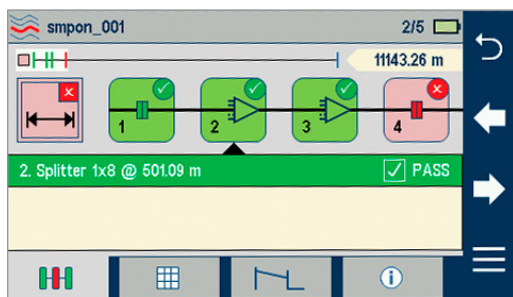 smpon_001
2/5
11143.26 m
1
2
3
4
2. Splitter 1x8 @ 501.09 m
PASS
i